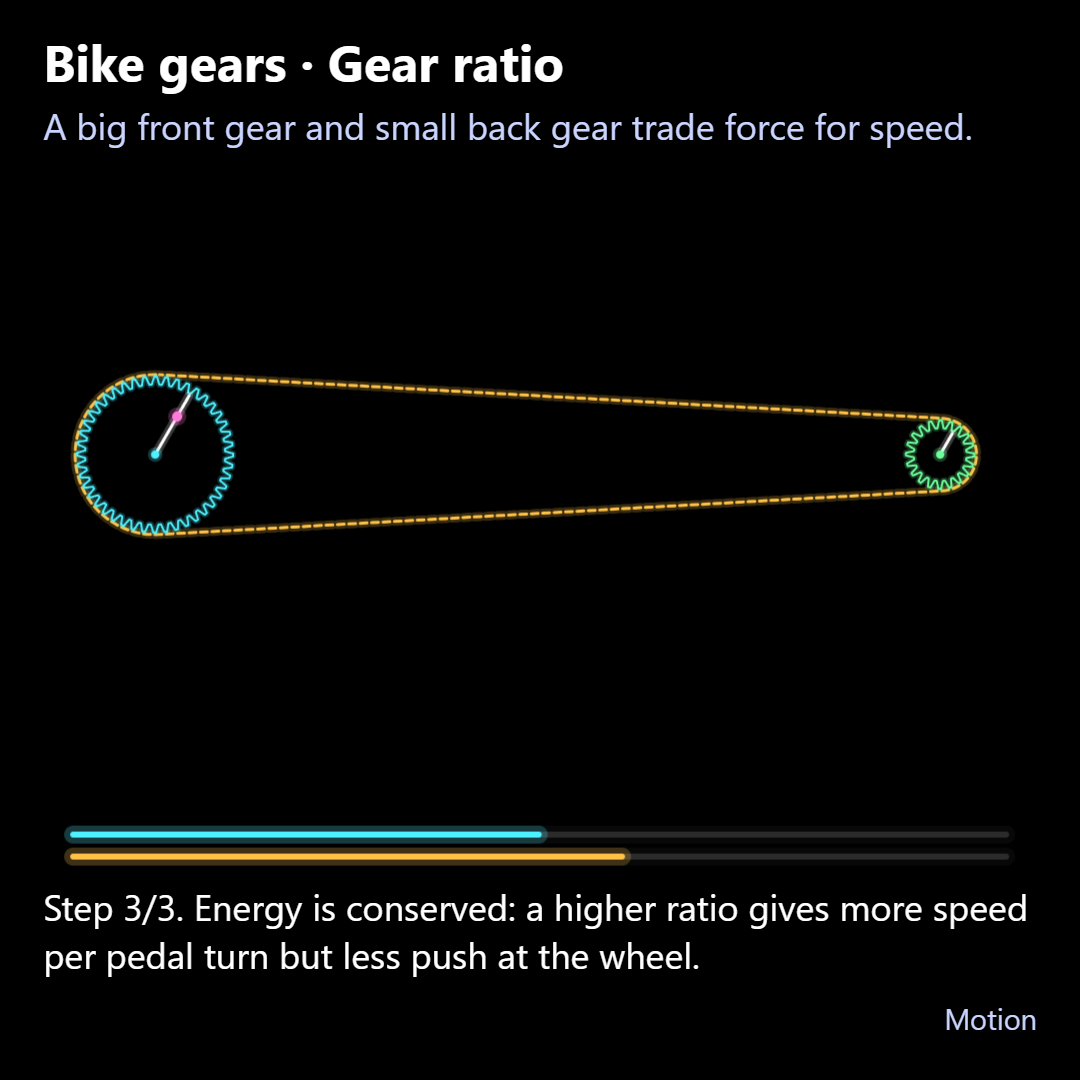 Bike gears · Gear ratio
A big front gear and small back gear trade force for speed.
Step 3/3. Energy is conserved: a higher ratio gives more speed
per pedal turn but less push at the wheel.
Motion